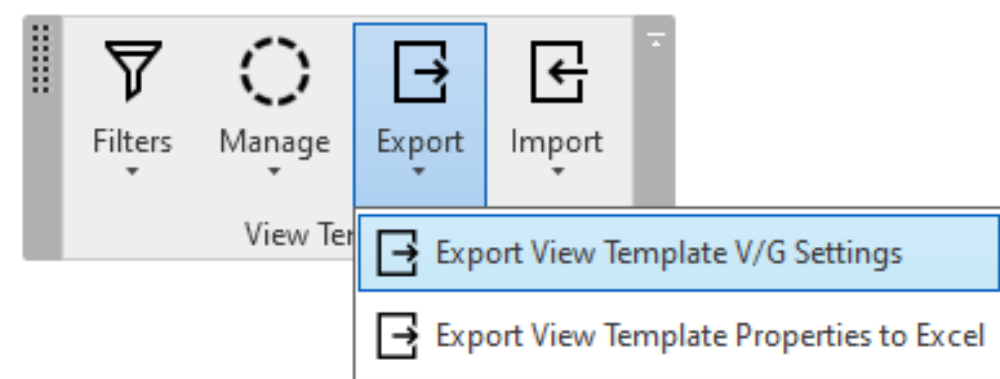 Filters Manage Export Import
View Te
Export View Template V/G Settings
Export View Template Properties to Excel